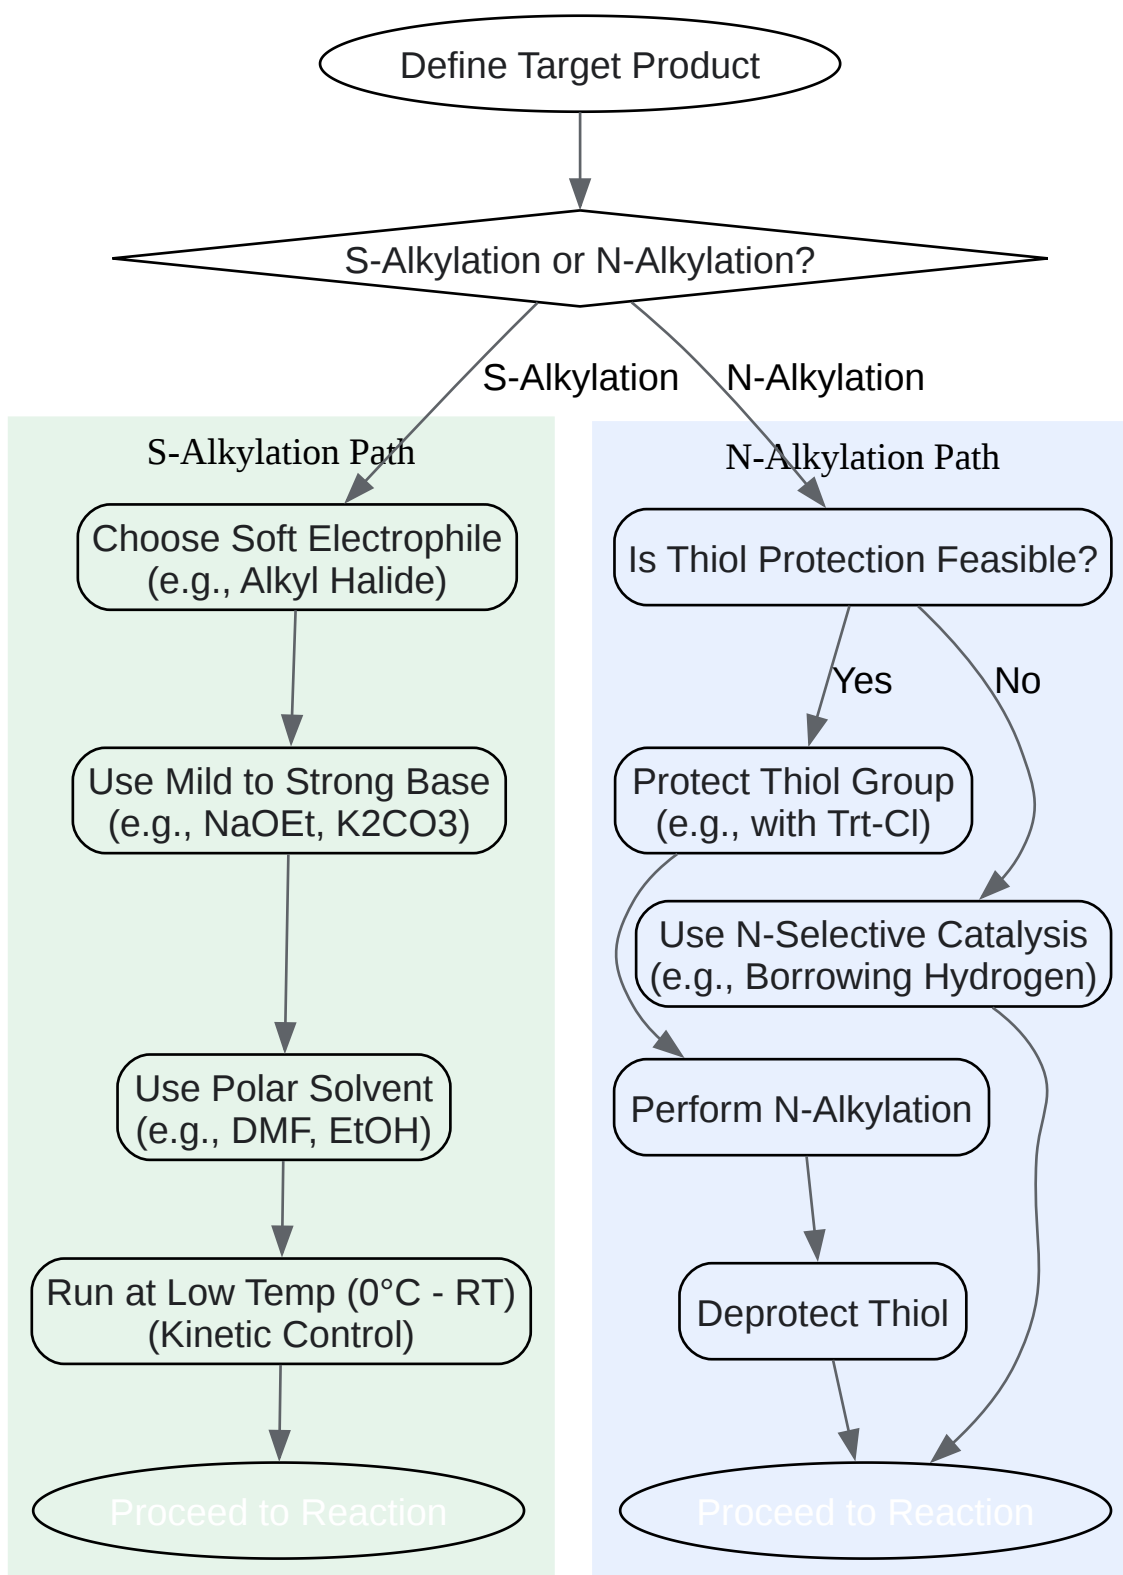 Define Target Product
S-Alkylation or N-Alkylation?
S-Alkylation
N-Alkylation
S-Alkylation Path
Choose Soft Electrophile
(e.g., Alkyl Halide)
Use Mild to Strong Base
(e.g., NaOEt, K2CO3)
Use Polar Solvent
(e.g., DMF, EtOH)
Run at Low Temp (0°C - RT)
(Kinetic Control)
Proceed to Reaction
N-Alkylation Path
Is Thiol Protection Feasible?
Yes
No
Protect Thiol Group
(e.g., with Trt-Cl)
Use N-Selective Catalysis
(e.g., Borrowing Hydrogen)
Perform N-Alkylation
Deprotect Thiol
Proceed to Reaction